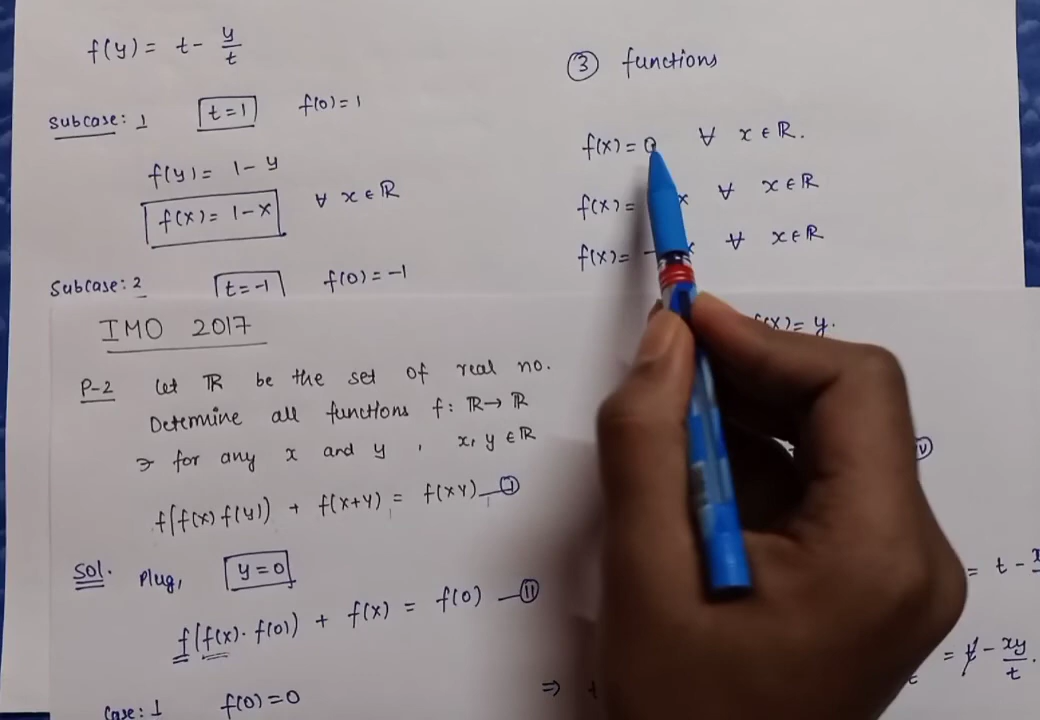 f(y) = t - y/t
Subcase: 1 t=1 f(0)=1
f(y) = 1-y
f(x) = 1-x ∀ x ∈ ℝ
Subcase: 2 t=-1 f(0)=-1
③ functions
f(x) = 0 ∀ x ∈ ℝ.
f(x) = x ∀ x ∈ ℝ
f(x) = - x ∀ x ∈ ℝ
f(x) = y.
IMO 2017
P-2 Let ℝ be the set of real no.
Determine all functions f: ℝ→ℝ
∋ for any x and y , x, y ∈ ℝ
f(f(x) f(y)) + f(x+y) = f(xy) —Ⓘ
Sol. Plug, y=0
f(f(x). f(0)) + f(x) = f(0) —Ⓘⓘ
Case: 1 f(0)=0
= t -
⇒ t
= t - xy/t.